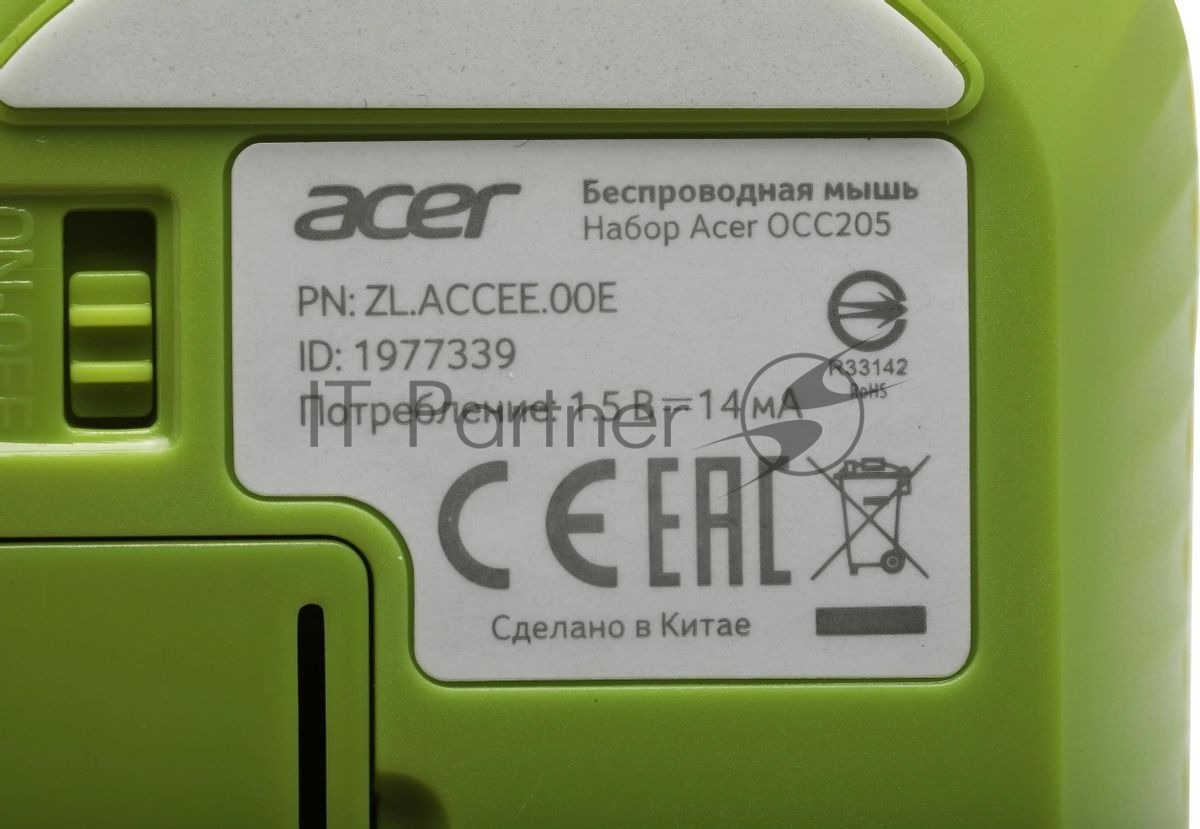 acer
Беспроводная мышь
Набор Acer OCC205
PN: ZL.ACCEE.00E
ID: 1977339
R33142
RoHS
Потребление: 1.5 В ⎓ 14 мА
IT Partner
CE EAC
Сделано в Китае
ON-OFF